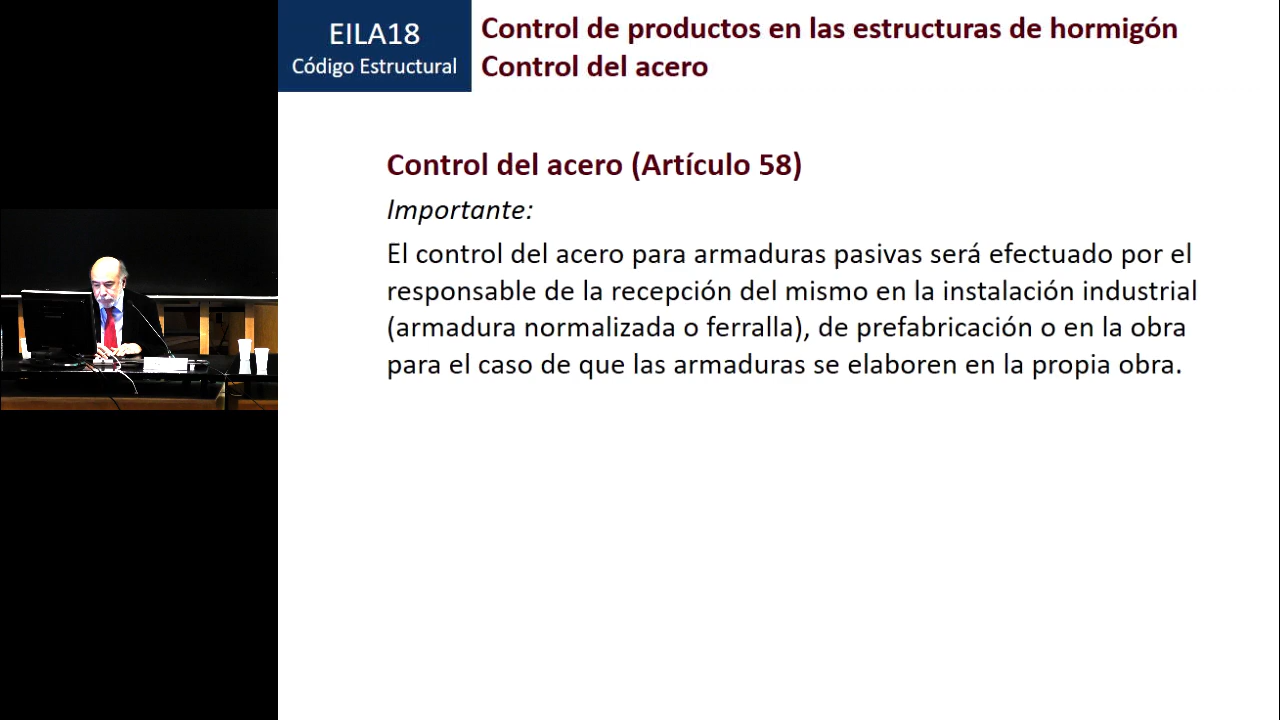 EILA18
Código Estructural
Control de productos en las estructuras de hormigón
Control del acero
Control del acero (Artículo 58)
Importante:
El control del acero para armaduras pasivas será efectuado por el
responsable de la recepción del mismo en la instalación industrial
(armadura normalizada o ferralla), de prefabricación o en la obra
para el caso de que las armaduras se elaboren en la propia obra.